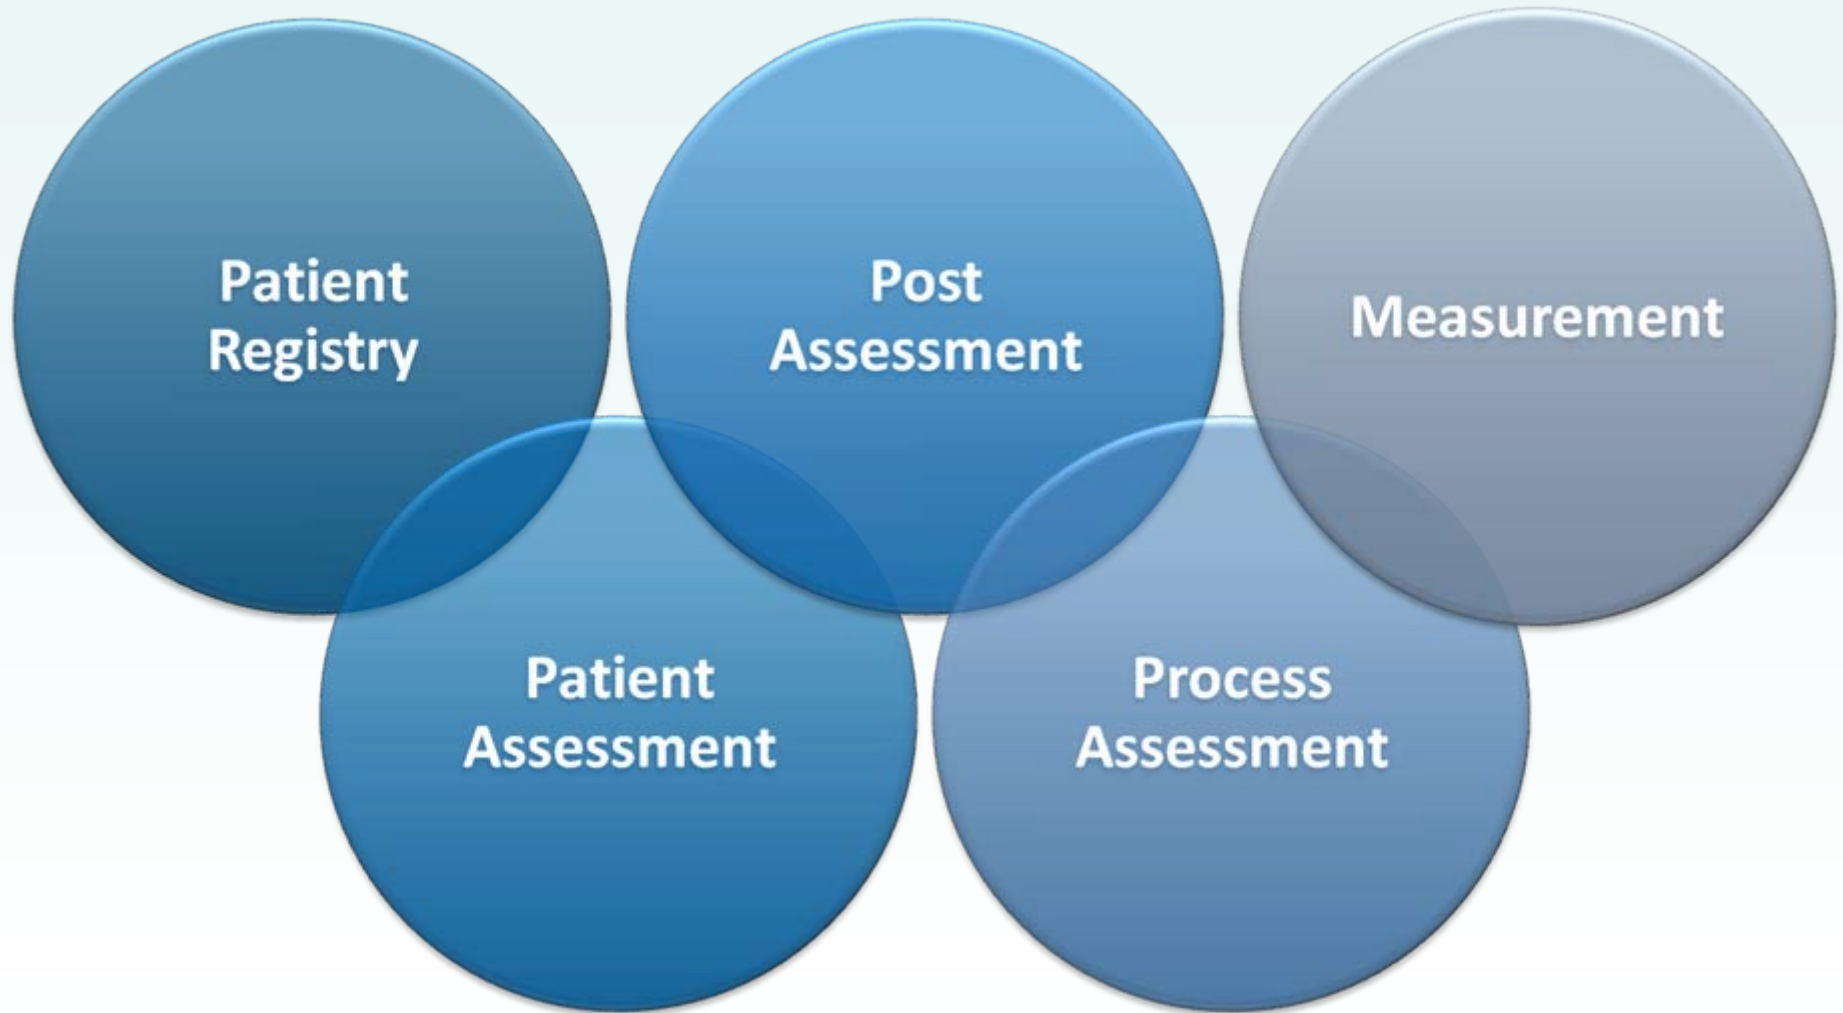 Patient
Registry
Post
Assessment
Measurement
Patient
Assessment
Process
Assessment